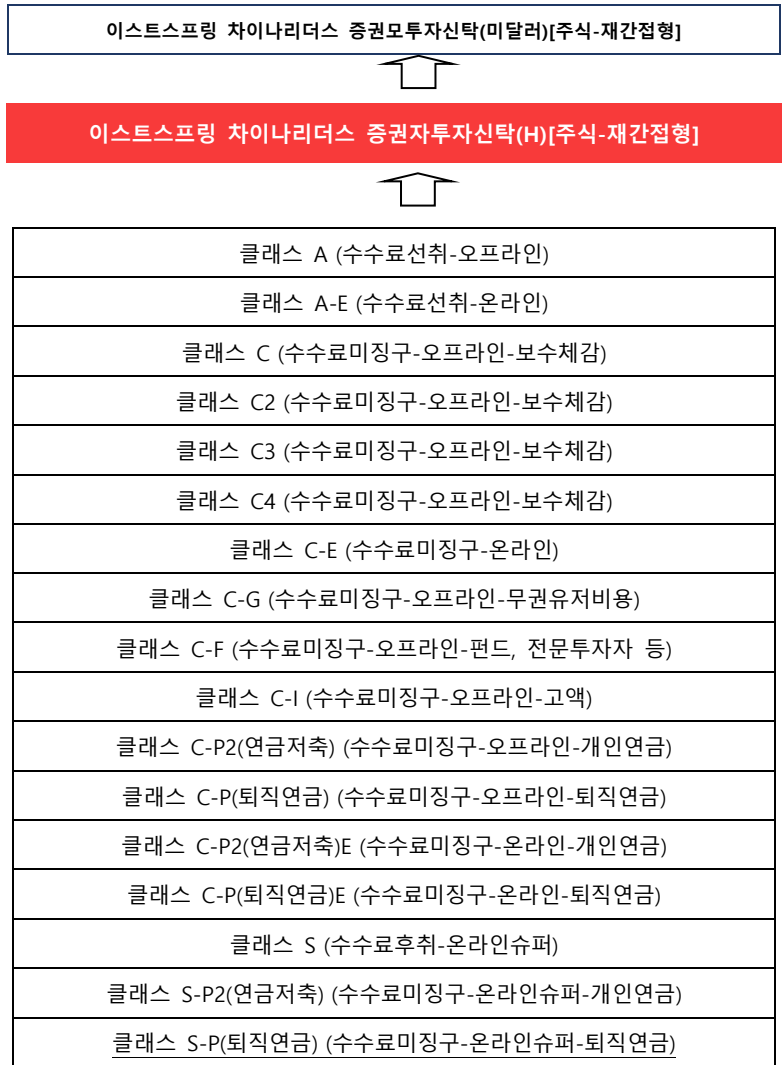 이스트스프링 차이나리더스 증권모투자신탁(미달러)[주식-재간접형]
이스트스프링 차이나리더스 증권자투자신탁(H)[주식-재간접형]
클래스 A (수수료선취-오프라인)
클래스 A-E (수수료선취-온라인)
클래스 C (수수료미징구-오프라인-보수체감)
클래스 C2 (수수료미징구-오프라인-보수체감)
클래스 C3 (수수료미징구-오프라인-보수체감)
클래스 C4 (수수료미징구-오프라인-보수체감)
클래스 C-E (수수료미징구-온라인)
클래스 C-G (수수료미징구-오프라인-무권유저비용)
클래스 C-F (수수료미징구-오프라인-펀드, 전문투자자 등)
클래스 C-I (수수료미징구-오프라인-고액)
클래스 C-P2(연금저축) (수수료미징구-오프라인-개인연금)
클래스 C-P(퇴직연금) (수수료미징구-오프라인-퇴직연금)
클래스 C-P2(연금저축)E (수수료미징구-온라인-개인연금)
클래스 C-P(퇴직연금)E (수수료미징구-온라인-퇴직연금)
클래스 S (수수료후취-온라인슈퍼)
클래스 S-P2(연금저축) (수수료미징구-온라인슈퍼-개인연금)
클래스 S-P(퇴직연금) (수수료미징구-온라인슈퍼-퇴직연금)